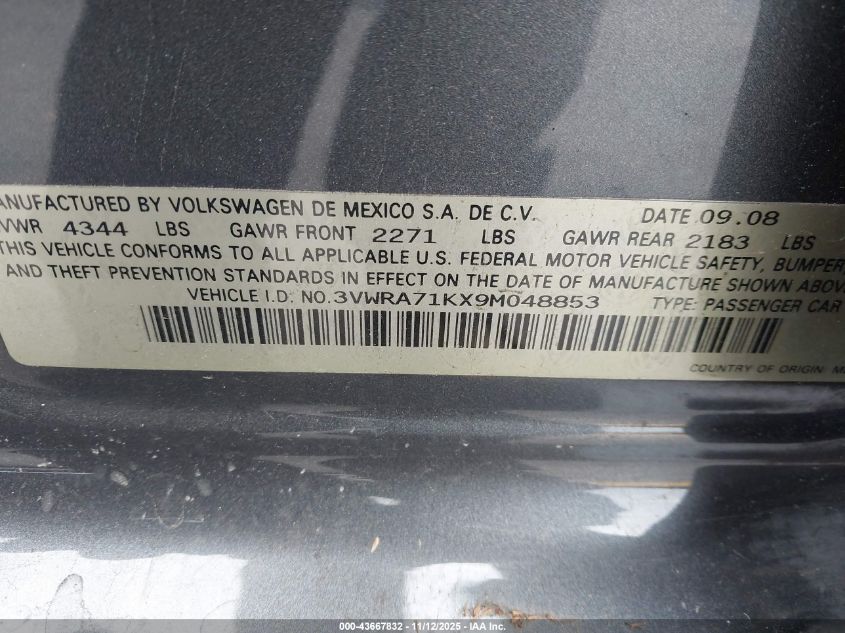 ANUFACTURED BY VOLKSWAGEN DE MEXICO S.A. DE C.V. DATE 09.08
VWR 4344 LBS GAWR FRONT 2271 LBS GAWR REAR 2183 LBS
THIS VEHICLE CONFORMS TO ALL APPLICABLE U.S. FEDERAL MOTOR VEHICLE SAFETY, BUMPER
AND THEFT PREVENTION STANDARDS IN EFFECT ON THE DATE OF MANUFACTURE SHOWN ABOVE
VEHICLE I.D. NO.3VWRA71KX9M048853 TYPE: PASSENGER CAR
COUNTRY OF ORIGIN M
000-43667832 - 11/12/2025 - IAA Inc.